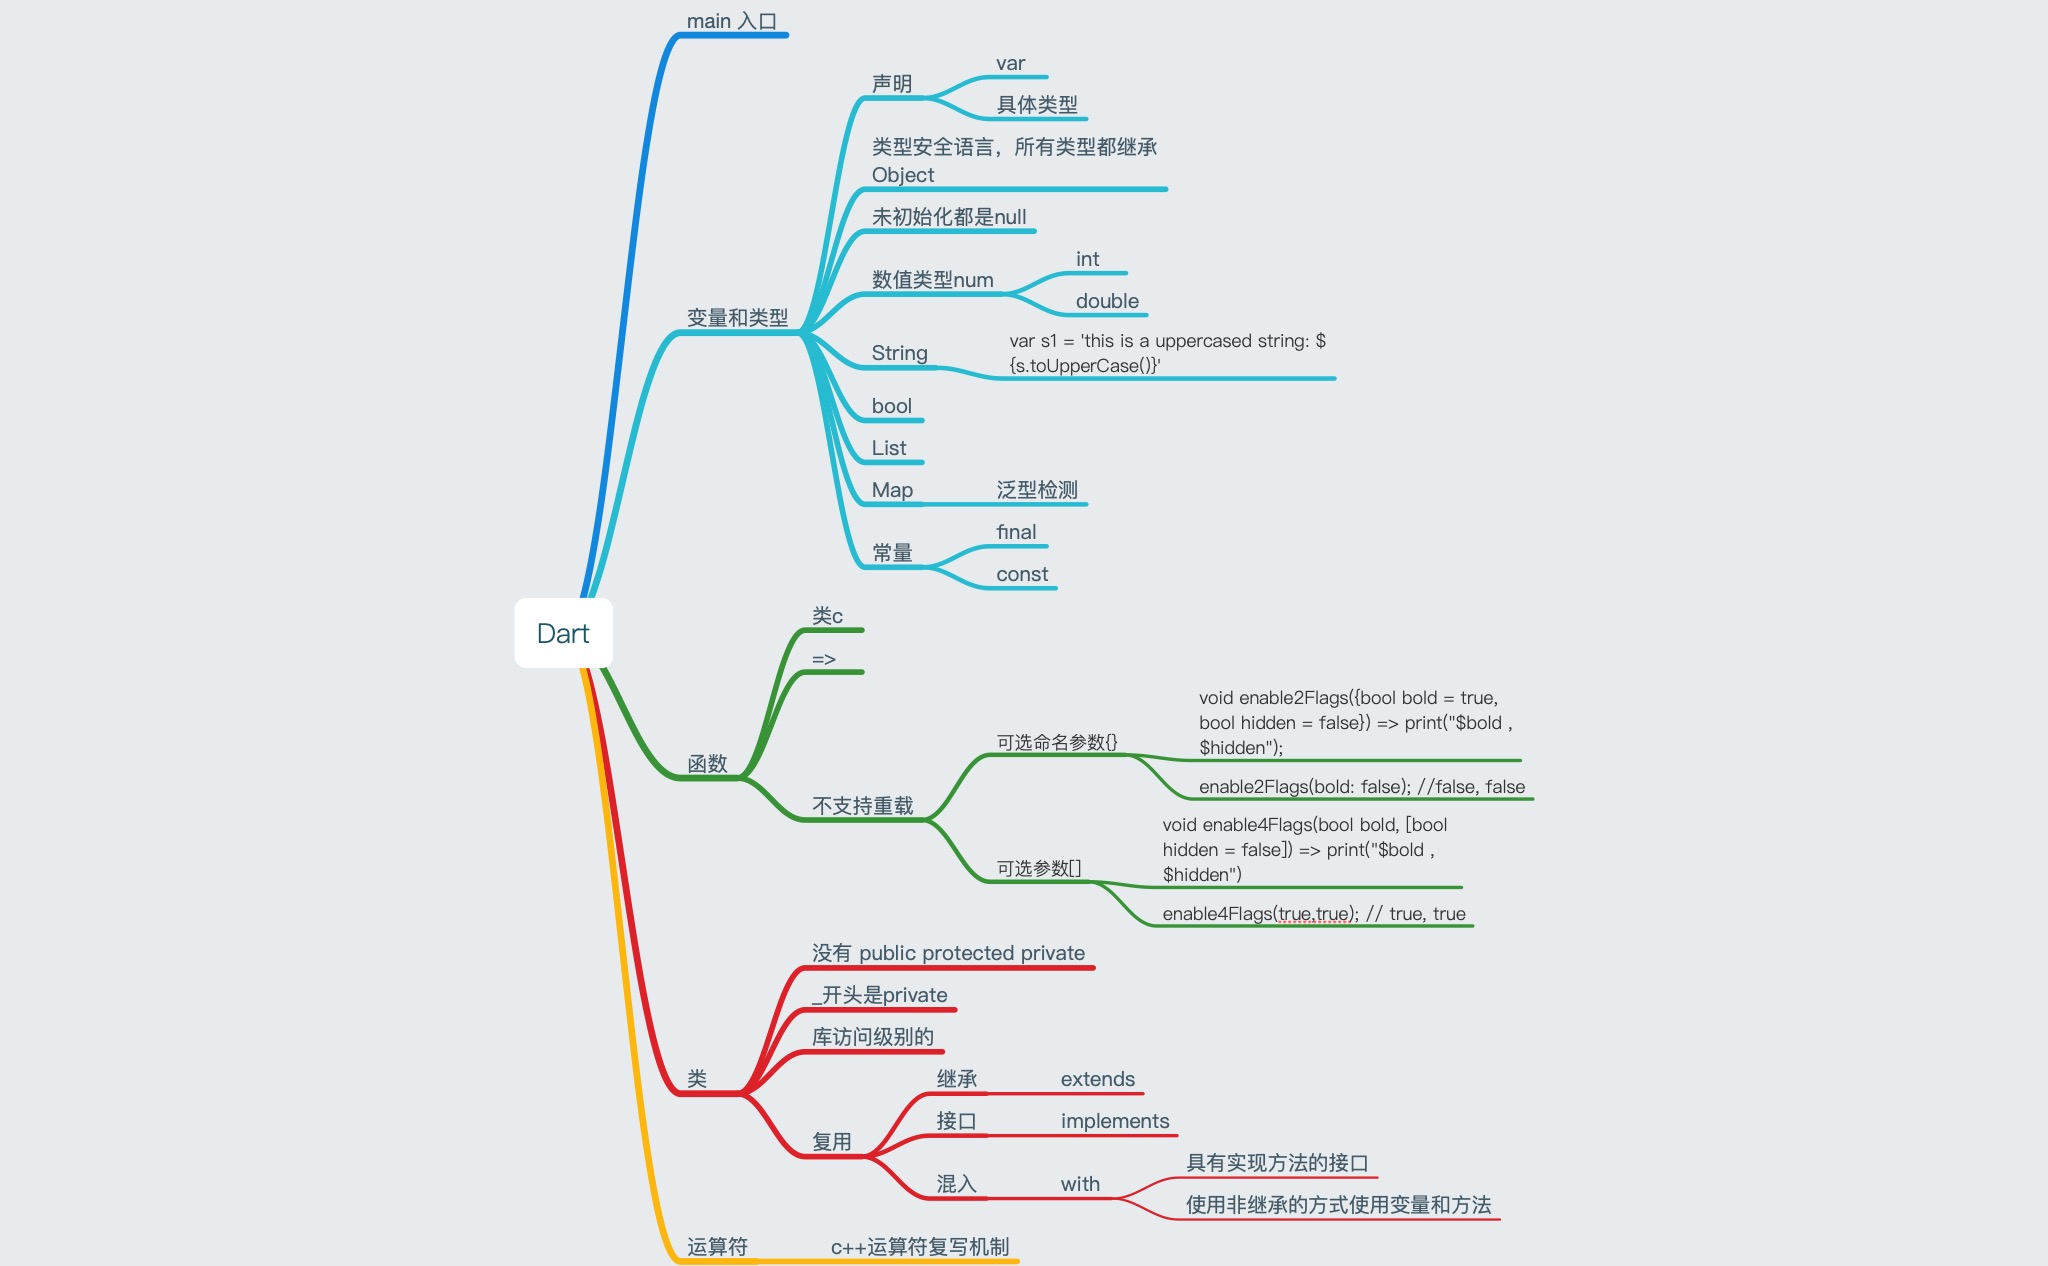 main 入口
var
声明
具体类型
类型安全语言，所有类型都继承
Object
未初始化都是null
int
数值类型num
double
变量和类型
var s1 = 'this is a uppercased string: $
String
{s.toUpperCase()}'
bool
List
Map
泛型检测
final
常量
const
Dart
类c
=>
void enable2Flags({bool bold = true,
bool hidden = false}) => print("$bold ,
$hidden");
可选命名参数{}
函数
enable2Flags(bold: false); //false, false
不支持重载
void enable4Flags(bool bold, [bool
hidden = false]) => print("$bold ,
$hidden")
可选参数[]
enable4Flags(true,true); // true, true
没有 public protected private
_开头是private
库访问级别的
类
继承
extends
接口
implements
复用
具有实现方法的接口
混入
with
使用非继承的方式使用变量和方法
运算符
c++运算符复写机制